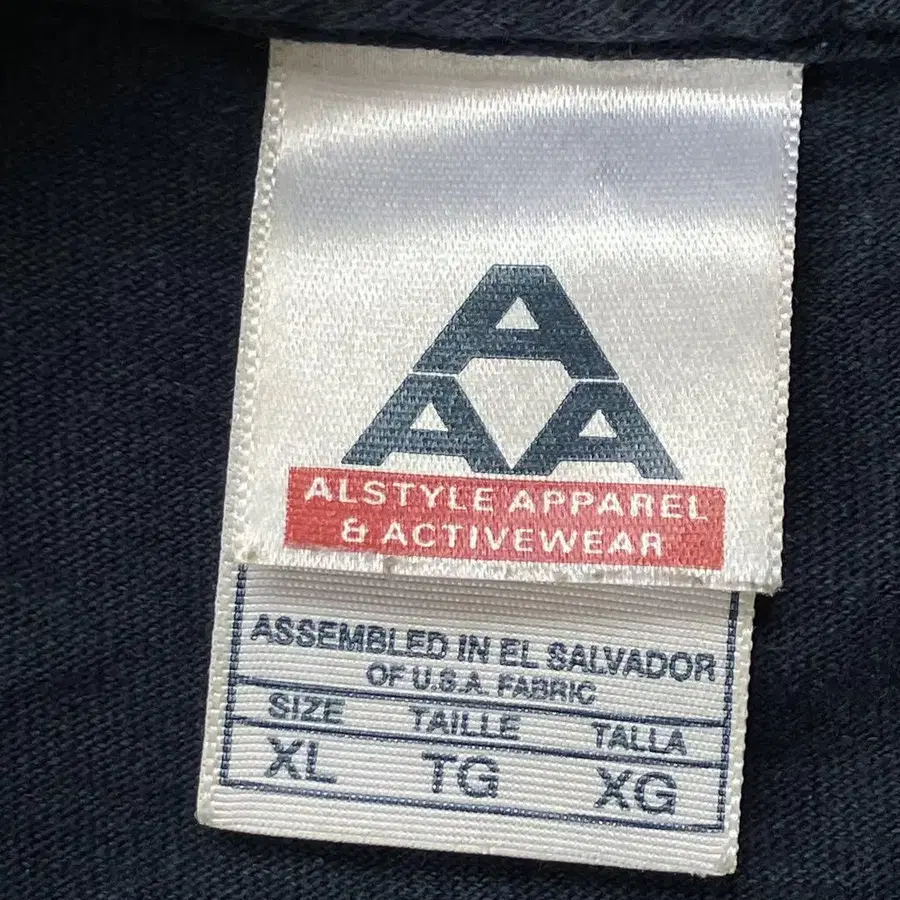 AAA
ALSTYLE APPAREL
& ACTIVEWEAR
ASSEMBLED IN EL SALVADOR
OF U.S.A. FABRIC
SIZE TAILLE TALLA
XL TG XG